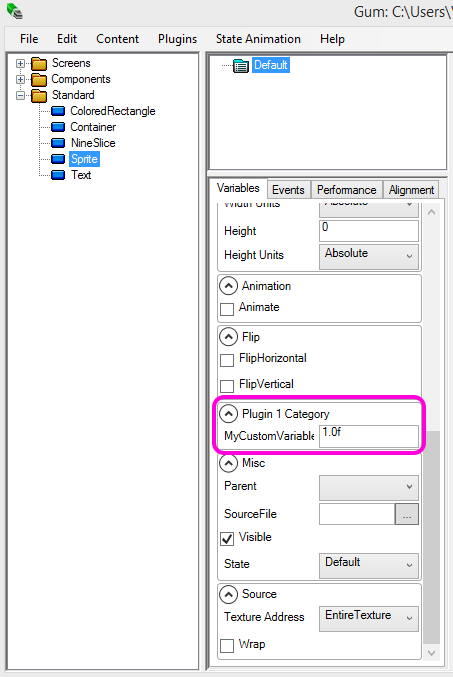 Gum: C:\Users\
File Edit Content Plugins State Animation Help
Screens
Components
Standard
ColoredRectangle
Container
NineSlice
Sprite
Text
Default
Variables Events Performance Alignment
Width Units Absolute
Height 0
Height Units Absolute
Animation
Animate
Flip
FlipHorizontal
FlipVertical
Plugin 1 Category
MyCustomVariable 1.0f
Misc
Parent
SourceFile ...
Visible
State Default
Source
Texture Address EntireTexture
Wrap